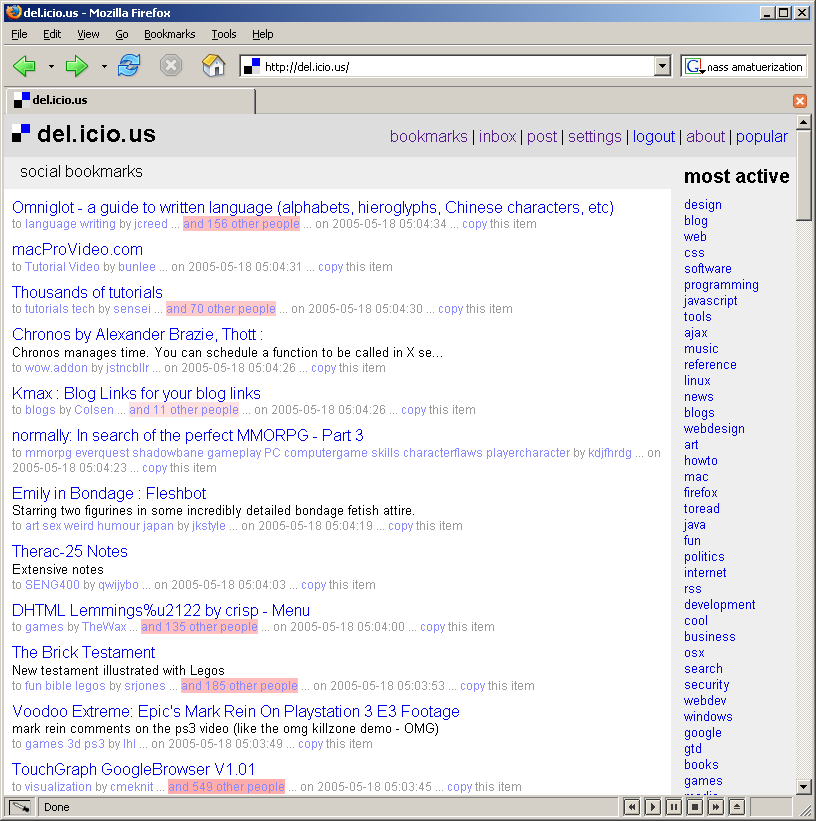 del.icio.us - Mozilla Firefox
File Edit View Go Bookmarks Tools Help
http://del.icio.us/
mass amatuerization
del.icio.us
del.icio.us
bookmarks | inbox | post | settings | logout | about | popular
social bookmarks
Omniglot - a guide to written language (alphabets, hieroglyphs, Chinese characters, etc)
to language writing by jcreed ... and 156 other people ... on 2005-05-18 05:04:34 ... copy this item
macProVideo.com
to Tutorial Video by bunlee ... on 2005-05-18 05:04:31 ... copy this item
Thousands of tutorials
to tutorials tech by sensei ... and 70 other people ... on 2005-05-18 05:04:30 ... copy this item
Chronos by Alexander Brazie, Thott :
Chronos manages time. You can schedule a function to be called in X se...
to wow.addon by jstncbllr ... on 2005-05-18 05:04:26 ... copy this item
Kmax : Blog Links for your blog links
to blogs by Colsen ... and 11 other people ... on 2005-05-18 05:04:26 ... copy this item
normally: In search of the perfect MMORPG - Part 3
to mmorpg everquest shadowbane gameplay PC computergame skills characterflaws playercharacter by kdjfhrdg ... on
2005-05-18 05:04:23 ... copy this item
Emily in Bondage : Fleshbot
Starring two figurines in some incredibly detailed bondage fetish attire.
to art sex weird humour japan by jkstyle ... on 2005-05-18 05:04:19 ... copy this item
Therac-25 Notes
Extensive notes
to SENG400 by qwijybo ... on 2005-05-18 05:04:03 ... copy this item
DHTML Lemmings%u2122 by crisp - Menu
to games by TheWax ... and 135 other people ... on 2005-05-18 05:04:00 ... copy this item
The Brick Testament
New testament illustrated with Legos
to fun bible legos by srjones ... and 185 other people ... on 2005-05-18 05:03:53 ... copy this item
Voodoo Extreme: Epic's Mark Rein On Playstation 3 E3 Footage
mark rein comments on the ps3 video (like the omg killzone demo - OMG)
to games 3d ps3 by lhl ... on 2005-05-18 05:03:49 ... copy this item
TouchGraph GoogleBrowser V1.01
to visualization by cmeknit ... and 549 other people ... on 2005-05-18 05:03:45 ... copy this item
most active
design
blog
web
css
software
programming
javascript
tools
ajax
music
reference
linux
news
blogs
webdesign
art
howto
mac
firefox
toread
java
fun
politics
internet
rss
development
cool
business
osx
search
security
webdev
windows
google
gtd
books
games
media
Done